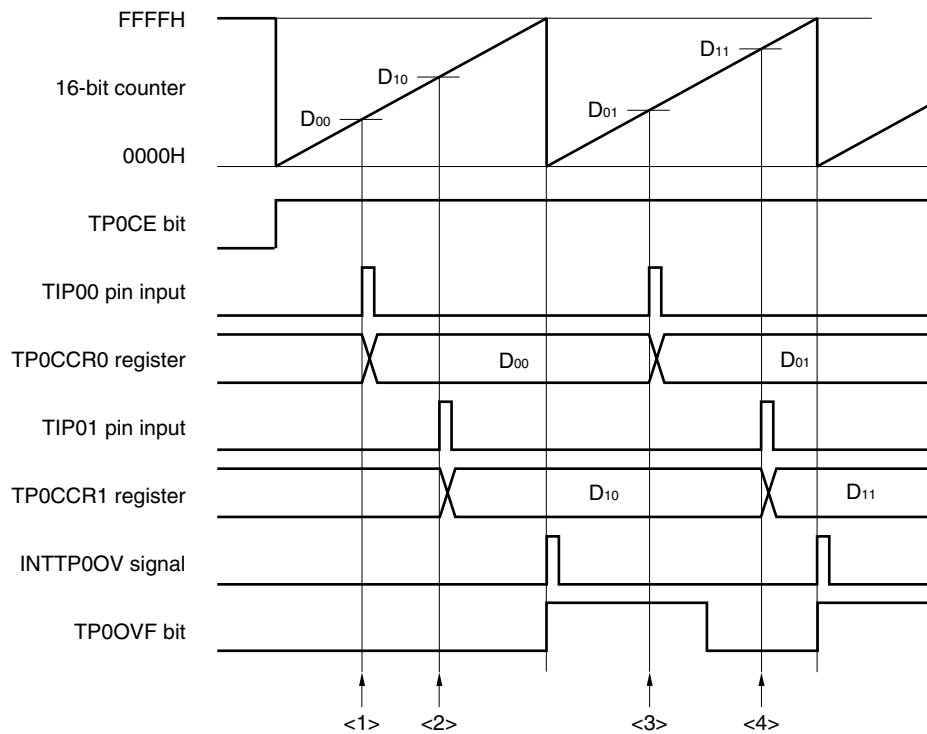 FFFFH
D11
D10
16-bit counter
D01
D00
0000H
TP0CE bit
TIP00 pin input
TP0CCR0 register
D00
D01
TIP01 pin input
TP0CCR1 register
D10
D11
INTTP0OV signal
TP0OVF bit
<1>
<2>
<3>
<4>